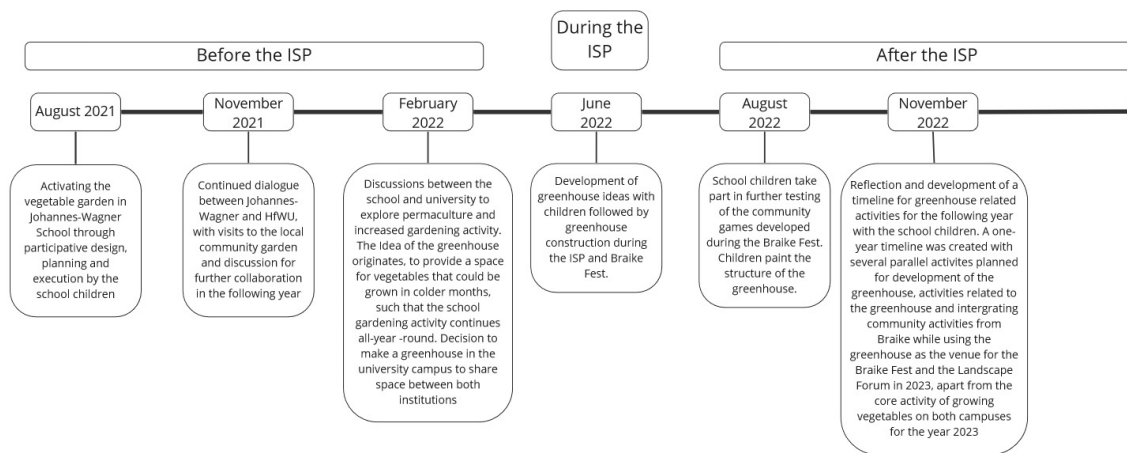 Before the ISP
During the
ISP
After the ISP
August 2021
November
2021
February
2022
June
2022
August
2022
November
2022
Activating the
vegetable garden in
Johannes-Wagner
School through
participative design,
planning and
execution by the
school children
Continued dialogue
between Johannes-
Wagner and HfWU,
with visits to the local
community garden
and discussion for
further collaboration
in the following year
Discussions between the
school and university to
explore permaculture and
increased gardening activity.
The Idea of the greenhouse
originates, to provide a space
for vegetables that could be
grown in colder months,
such that the school
gardening activity continues
all-year -round. Decision to
make a greenhouse in the
university campus to share
space between both
institutions
Development of
greenhouse ideas with
children followed by
greenhouse
construction during
the ISP and Braike
Fest.
School children take
part in further testing
of the community
games developed
during the Braike Fest.
Children paint the
structure of the
greenhouse.
Reflection and development of a
timeline for greenhouse related
activities for the following year
with the school children. A one-
year timeline was created with
several parallel activites planned
for development of the
greenhouse, activities related to
the greenhouse and intergrating
community activities from
Braike while using the
greenhouse as the venue for the
Braike Fest and the Landscape
Forum in 2023, apart from the
core activity of growing
vegetables on both campuses
for the year 2023